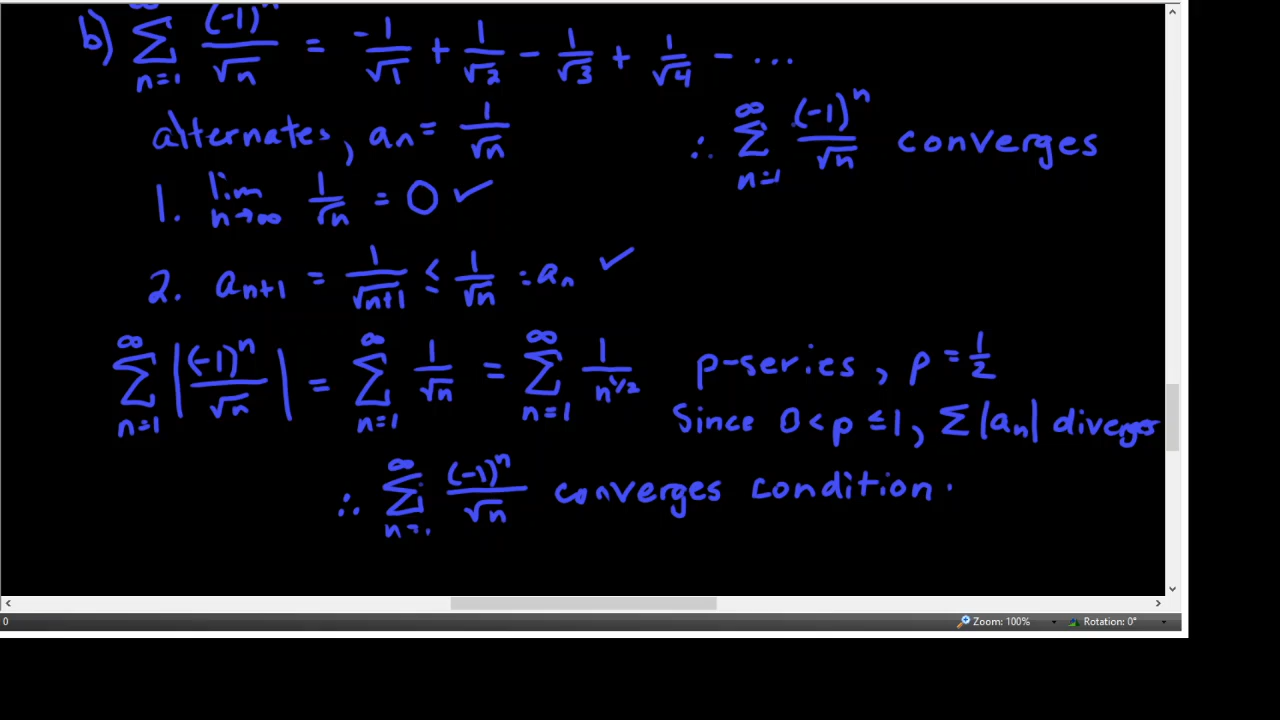 b) ∑_{n=1}^{∞} (-1)^n/√n = -1/√1 + 1/√2 - 1/√3 + 1/√4 - ...
alternates, a_n = 1/√n
∴ ∑_{n=1}^{∞} (-1)^n/√n converges
1. lim_{n→∞} 1/√n = 0 ✓
2. a_{n+1} = 1/√(n+1) ≤ 1/√n = a_n ✓
∑_{n=1}^{∞} |(-1)^n/√n| = ∑_{n=1}^{∞} 1/√n = ∑_{n=1}^{∞} 1/n^{1/2} p-series, p = 1/2
Since 0 < p ≤ 1, ∑|a_n| diverges
∴ ∑_{n=1}^{∞} (-1)^n/√n converges condition
0
Zoom: 100%
Rotation: 0°